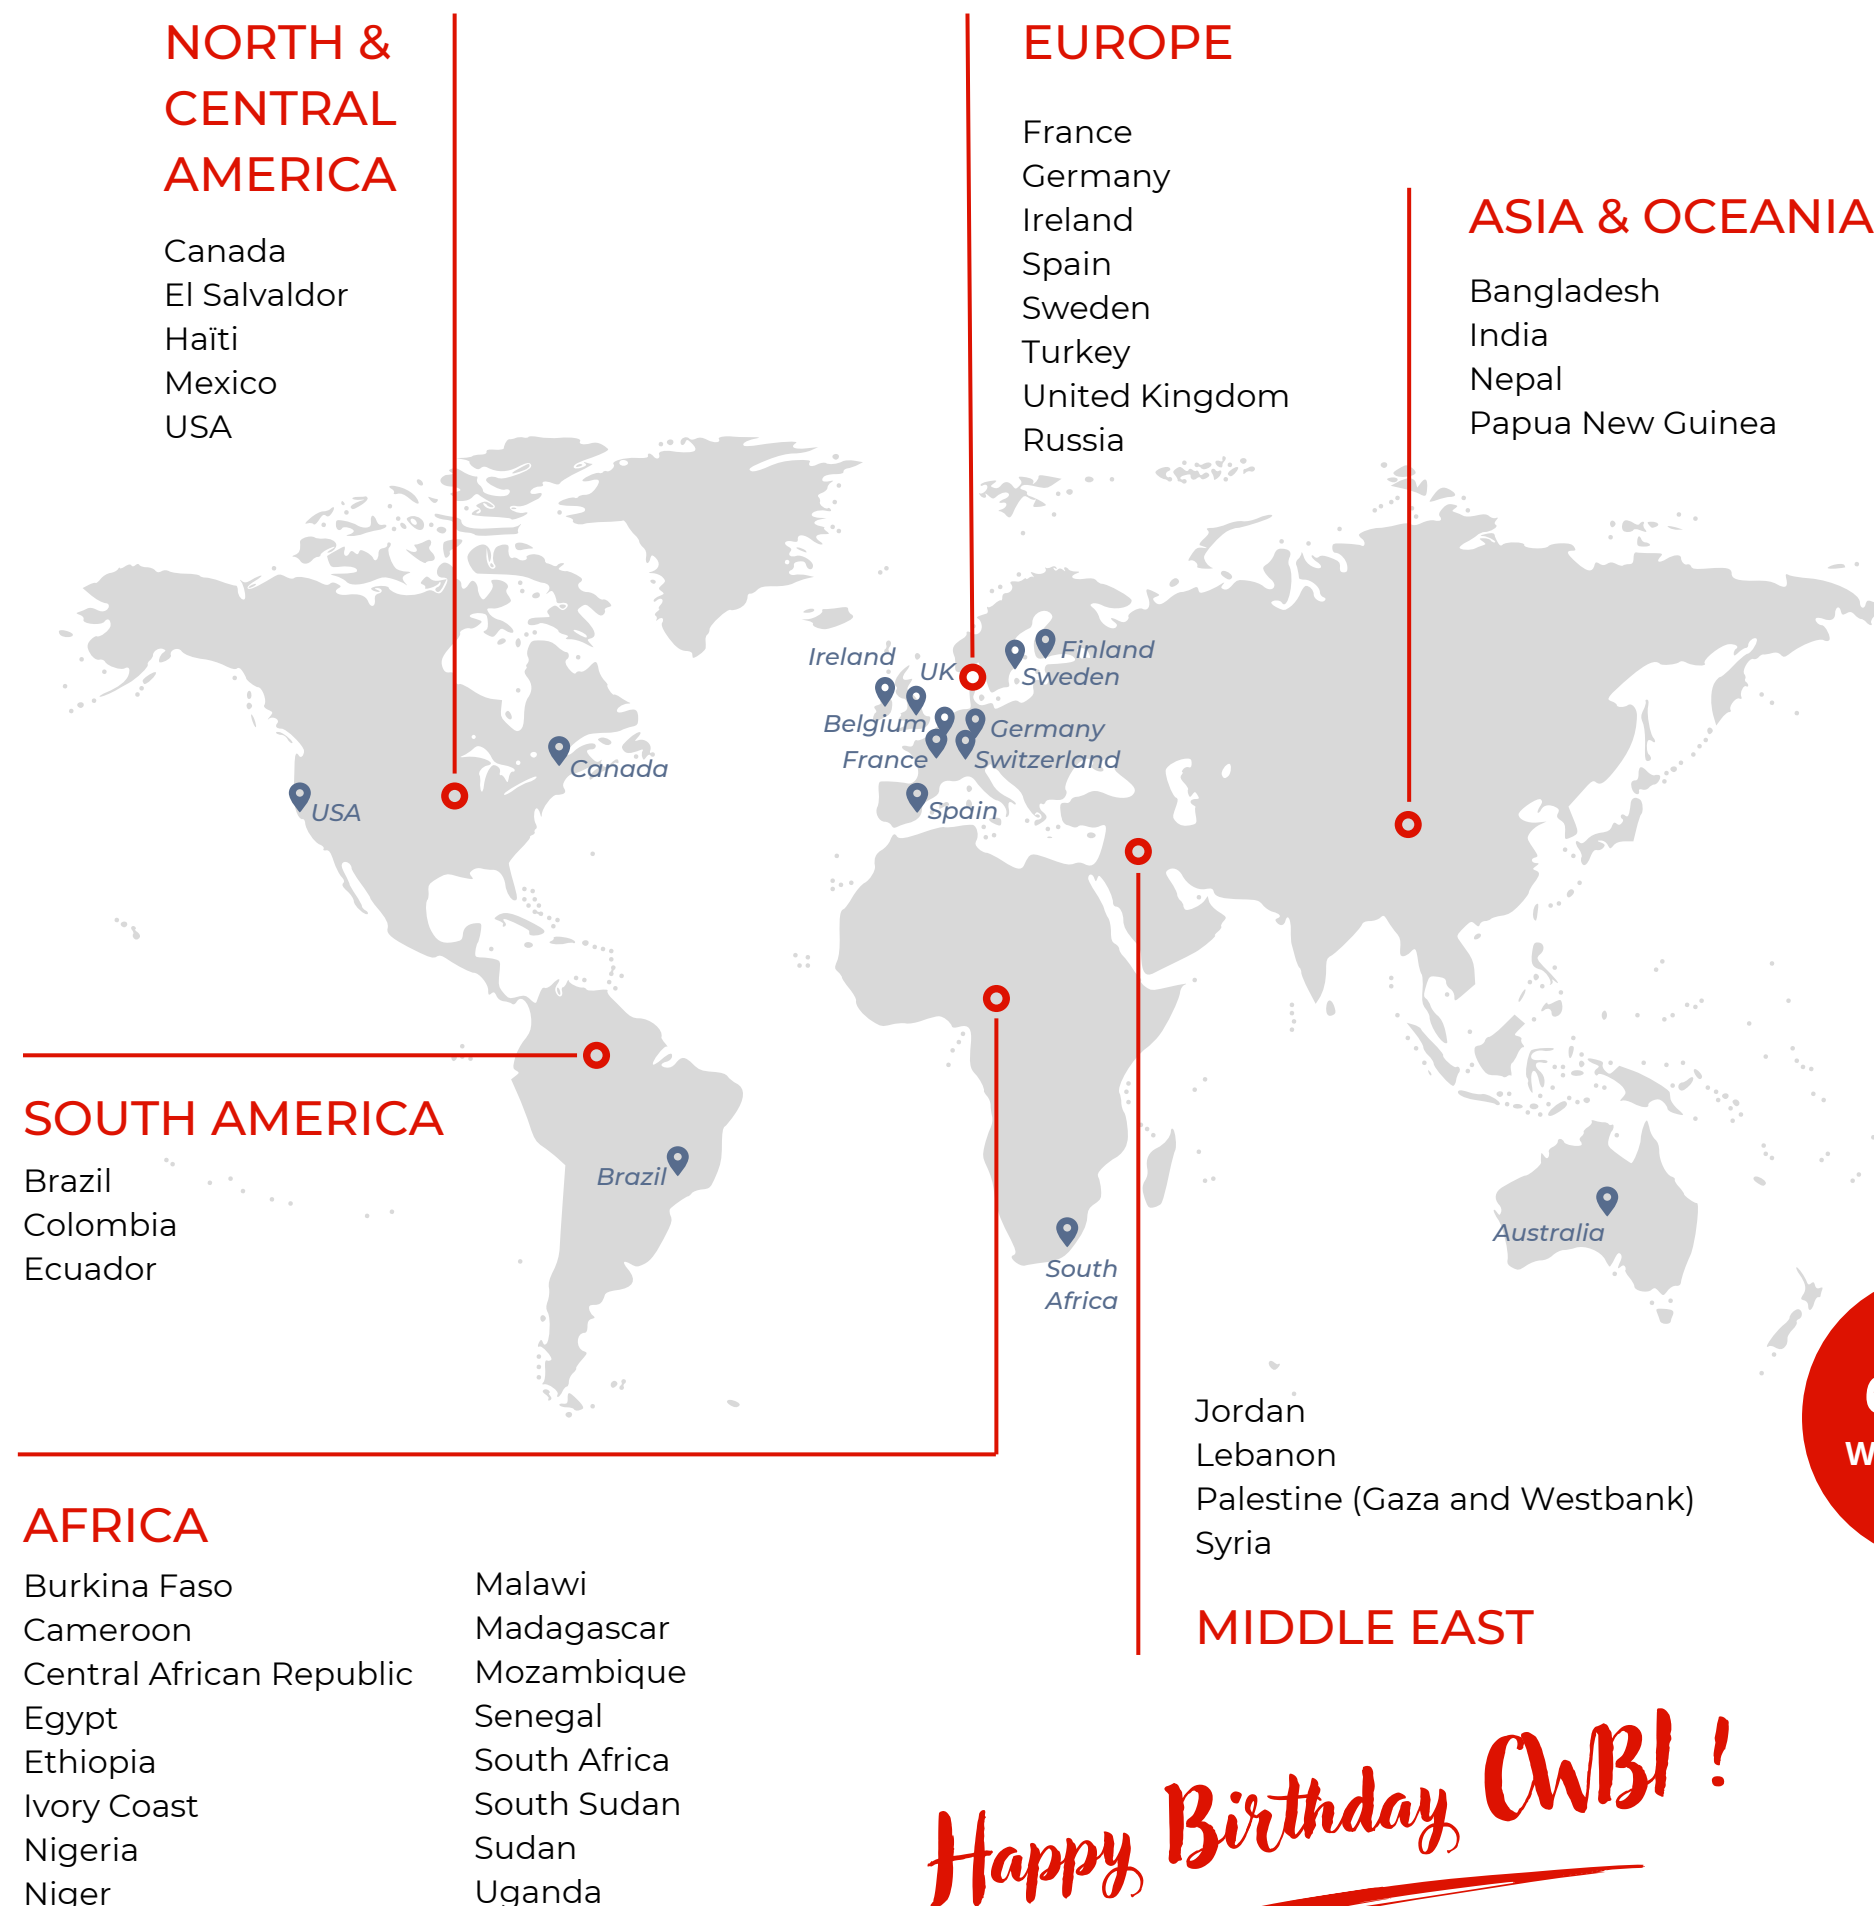 NORTH &
CENTRAL
AMERICA
Canada
El Salvaldor
Haïti
Mexico
USA
EUROPE
France
Germany
Ireland
Spain
Sweden
Turkey
United Kingdom
Russia
ASIA & OCEANIA
Bangladesh
India
Nepal
Papua New Guinea
Ireland
UK
Finland
Sweden
Belgium
Germany
France
Switzerland
Canada
USA
Spain
Brazil
South
Africa
Australia
SOUTH AMERICA
Brazil
Colombia
Ecuador
Jordan
Lebanon
Palestine (Gaza and Westbank)
Syria
MIDDLE EAST
AFRICA
Burkina Faso
Cameroon
Central African Republic
Egypt
Ethiopia
Ivory Coast
Nigeria
Niger
Malawi
Madagascar
Mozambique
Senegal
South Africa
South Sudan
Sudan
Uganda
Happy Birthday CWBI !